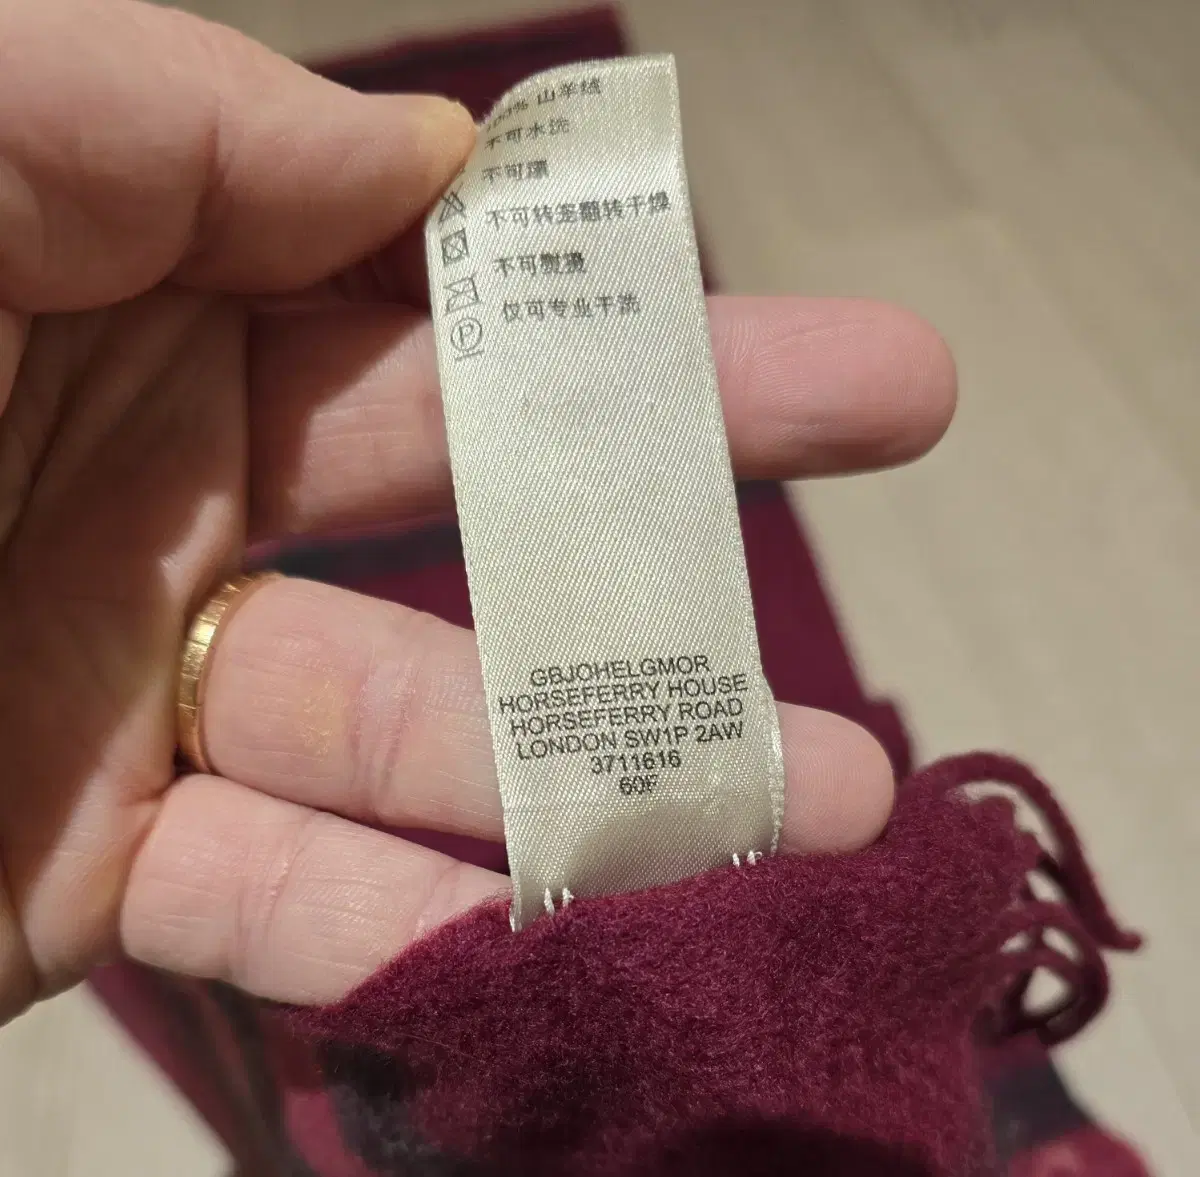 100% 山羊绒
不可水洗
不可漂
不可转笼翻转干燥
不可熨烫
仅可专业干洗
P
GBJOHELGMOR
HORSEFERRY HOUSE
HORSEFERRY ROAD
LONDON SW1P 2AW
3711616
60F